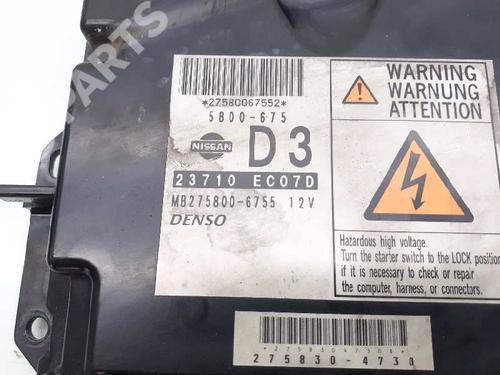 PARTS
*27580067552*
5800-675
NISSAN
D3
23710 EC07D
MB275800-6755 12V
DENSO
WARNING
WARNUNG
ATTENTION
Hazardous high voltage.
Turn the starter switch to the LOCK position
if it is necessary to check or repair
the computer, harness, or connectors.
275830-4730